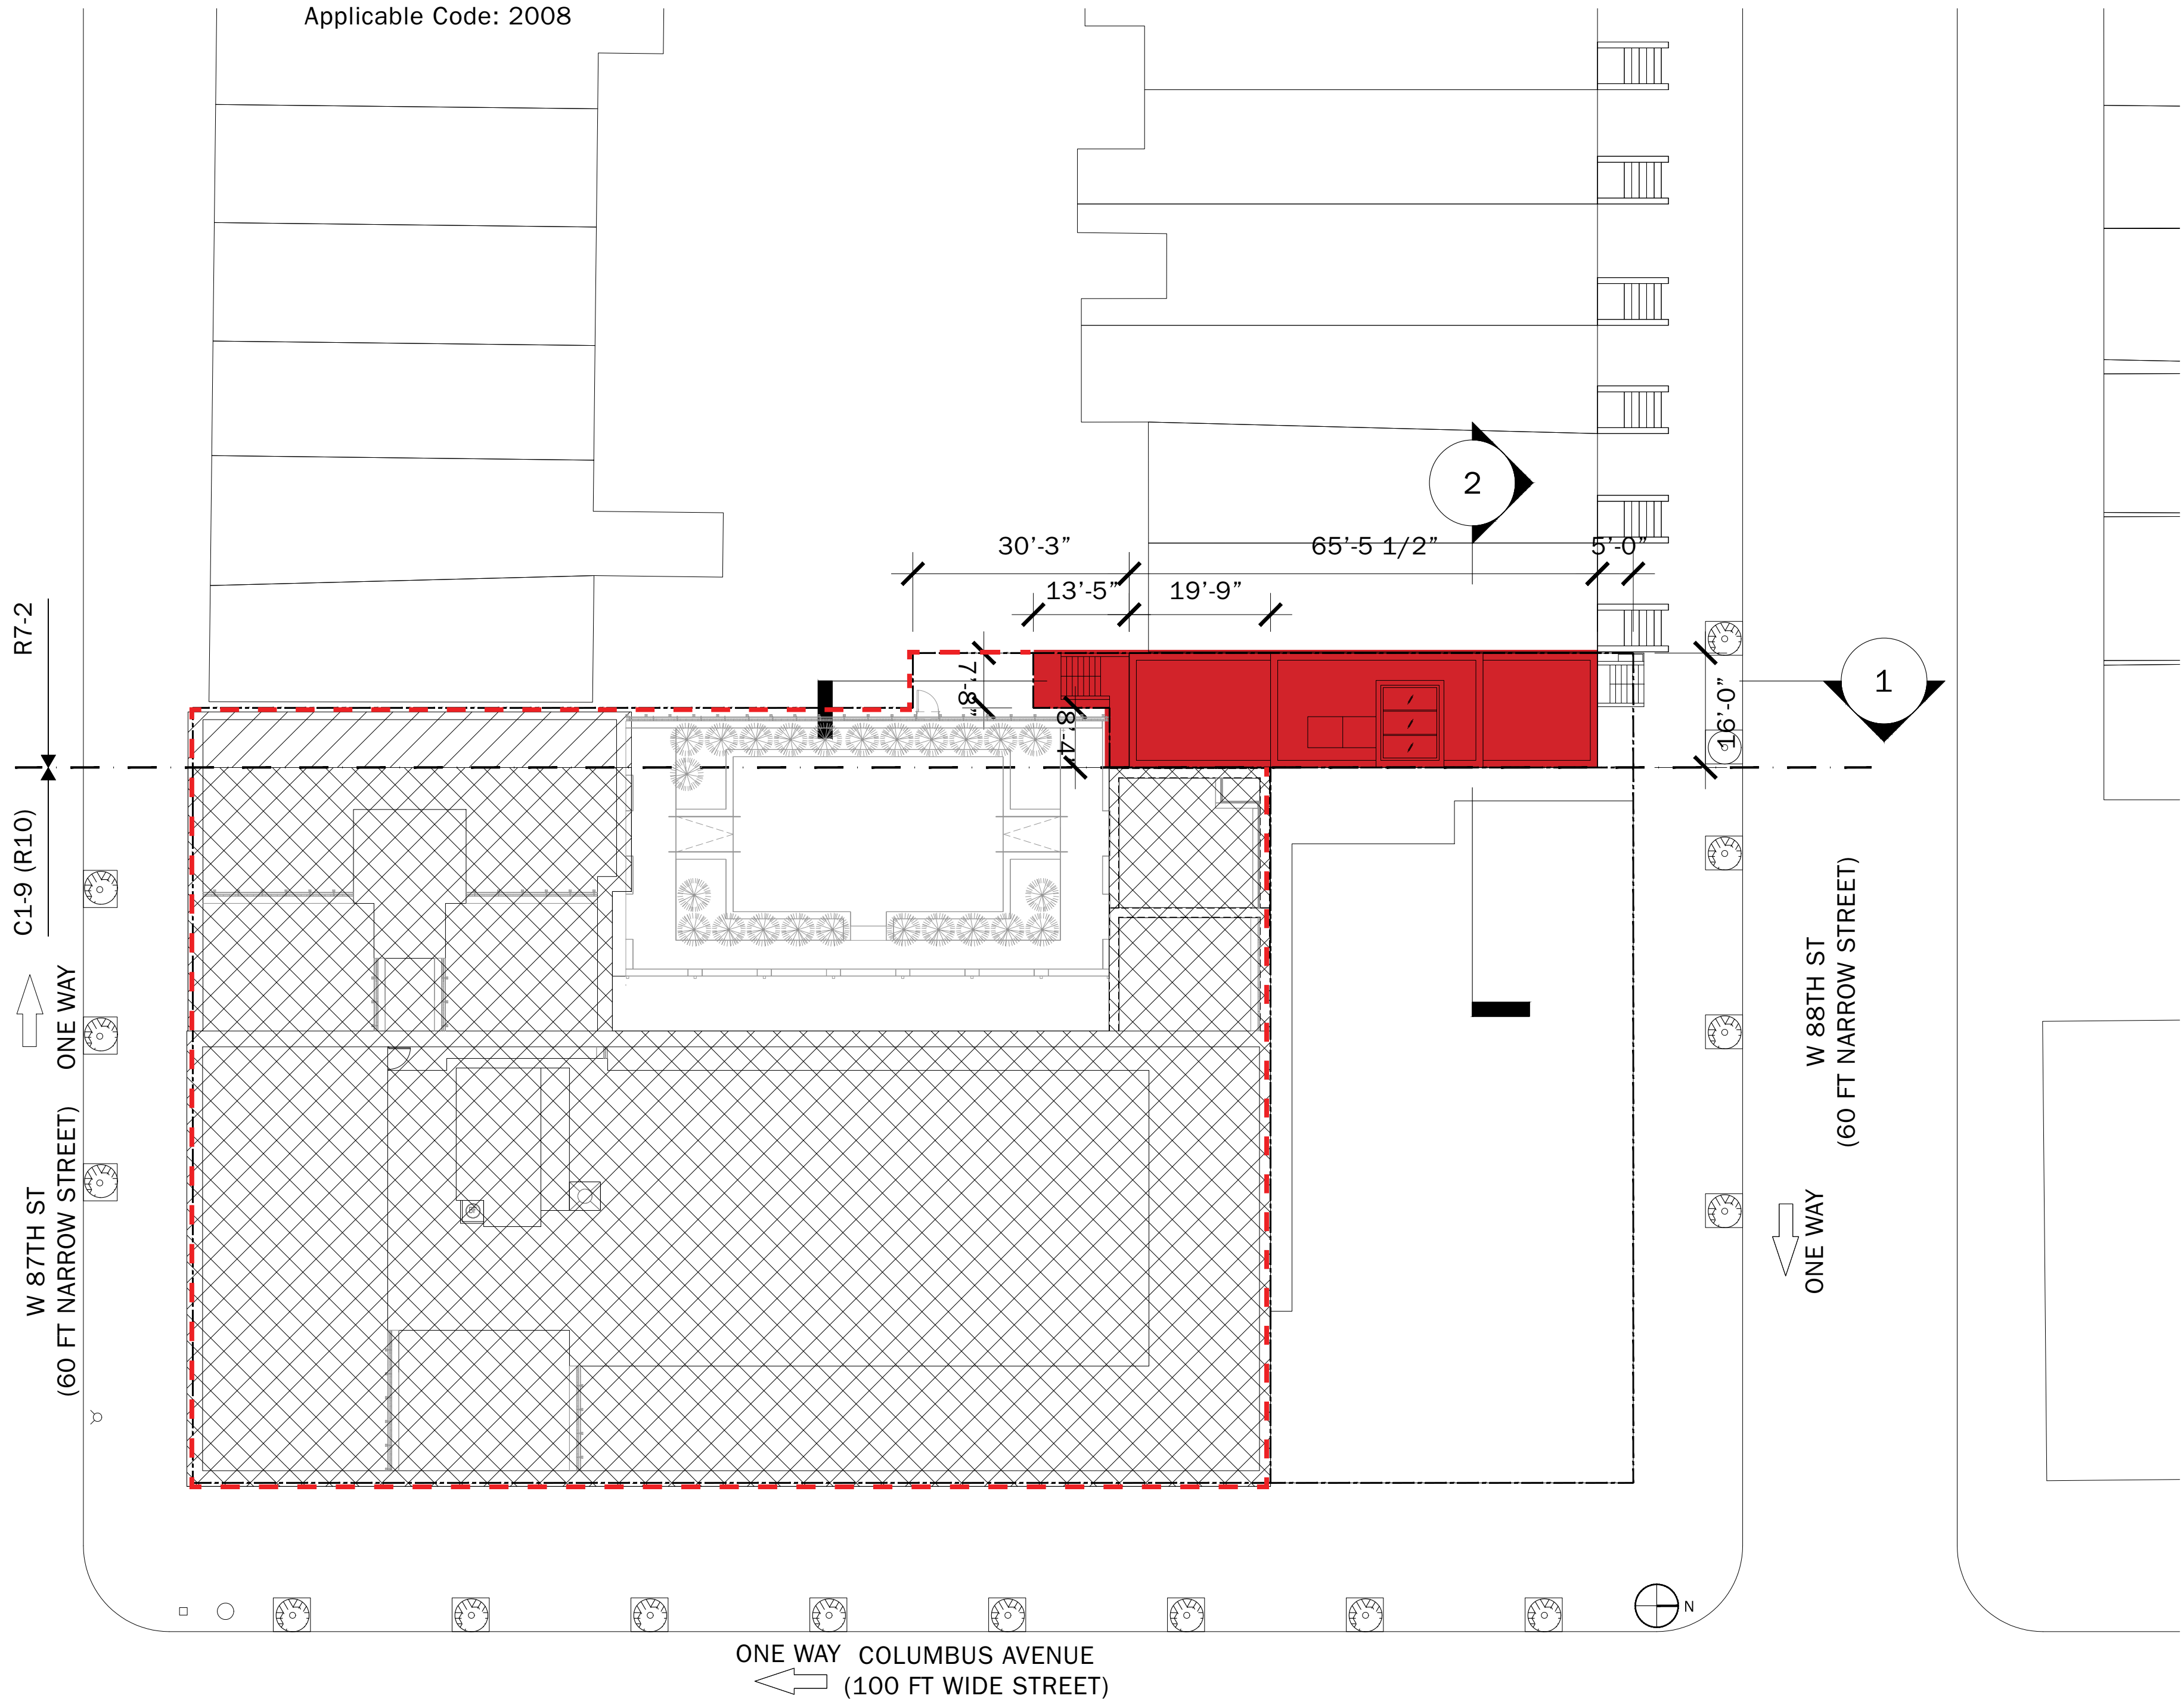 Applicable Code: 2008
2
30’-3”
65’-5 1/2”
5’-0”
13’-5”
19’-9”
R7-2
7’-8”
8’-4”
16’-0”
1
C1-9 (R10)
ONE WAY
W 87TH ST
(60 FT NARROW STREET)
W 88TH ST
(60 FT NARROW STREET)
ONE WAY
N
ONE WAY
COLUMBUS AVENUE
(100 FT WIDE STREET)